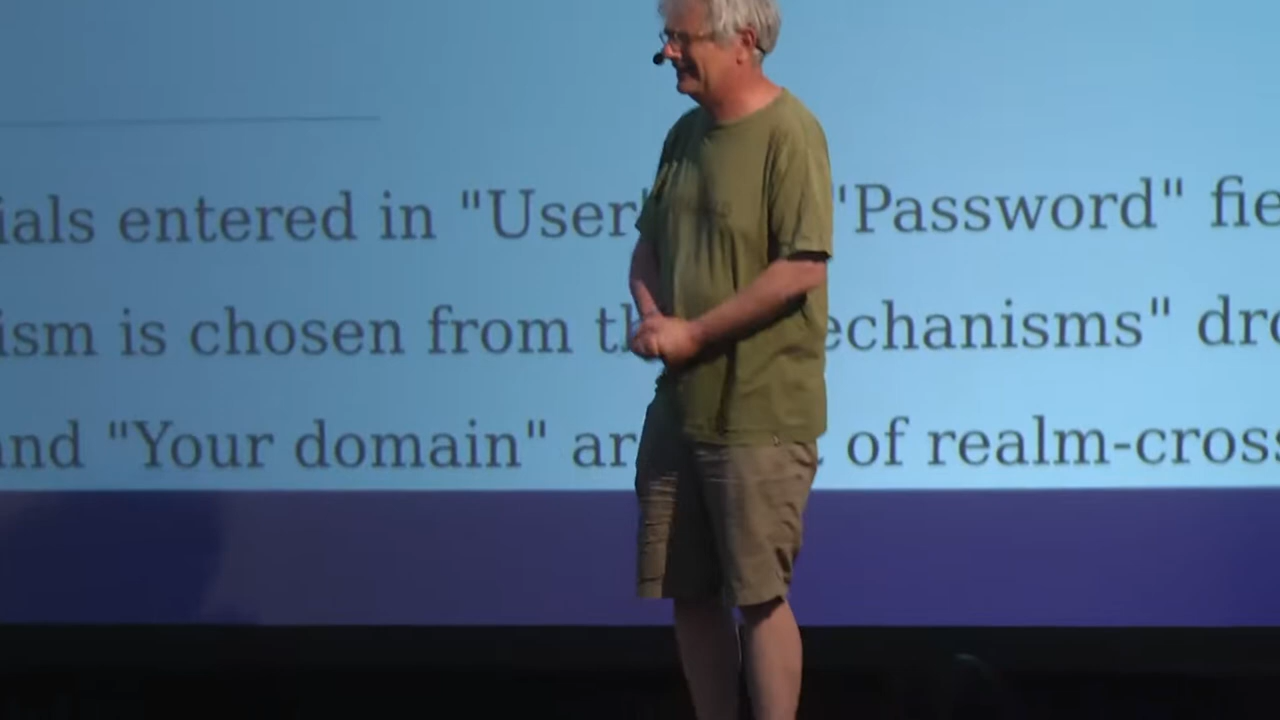 ials entered in "User" "Password" fie
ism is chosen from th echanisms" dro
and "Your domain" ar of realm-cross